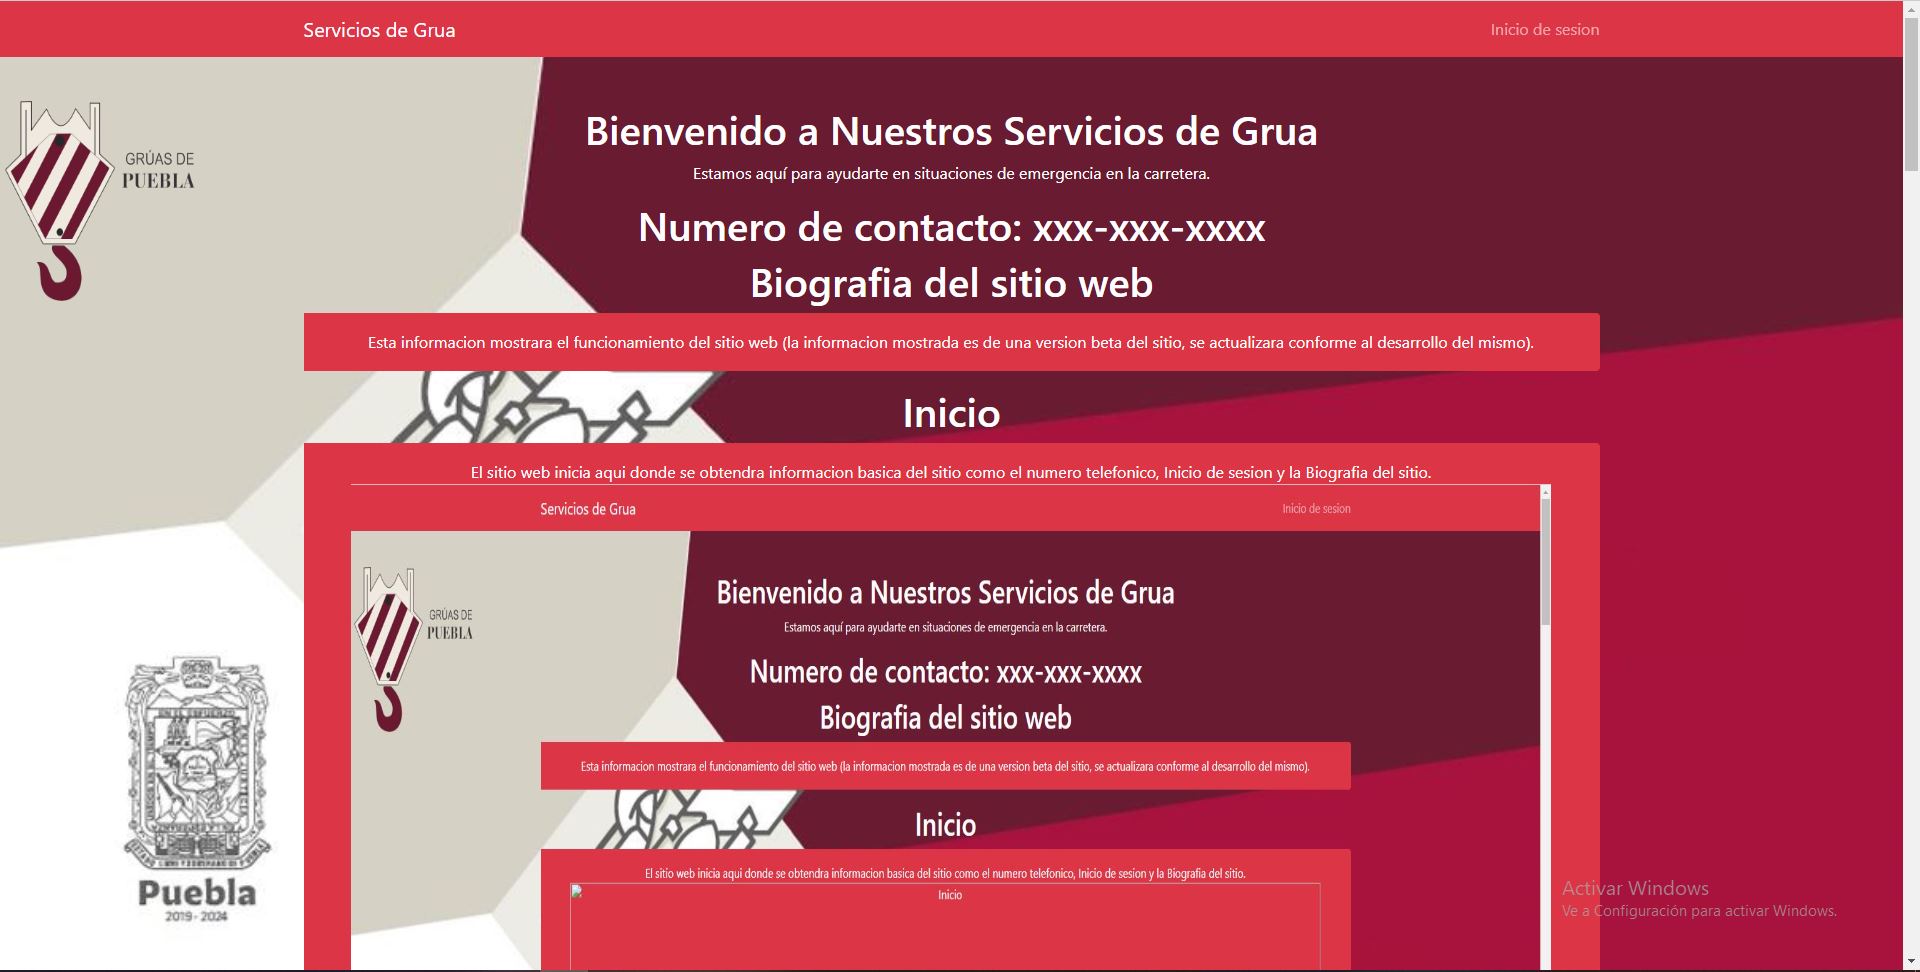 Servicios de Grua
Inicio de sesion
GRÚAS DE
PUEBLA
Bienvenido a Nuestros Servicios de Grua
Estamos aquí para ayudarte en situaciones de emergencia en la carretera.
Numero de contacto: xxx-xxx-xxxx
Biografia del sitio web
Esta informacion mostrara el funcionamiento del sitio web (la informacion mostrada es de una version beta del sitio, se actualizara conforme al desarrollo del mismo).
Inicio
El sitio web inicia aqui donde se obtendra informacion basica del sitio como el numero telefonico, Inicio de sesion y la Biografia del sitio.
Servicios de Grua
Inicio de sesion
GRÚAS DE
PUEBLA
Bienvenido a Nuestros Servicios de Grua
Estamos aquí para ayudarte en situaciones de emergencia en la carretera.
Numero de contacto: xxx-xxx-xxxx
Biografia del sitio web
Esta informacion mostrara el funcionamiento del sitio web (la informacion mostrada es de una version beta del sitio, se actualizara conforme al desarrollo del mismo).
Inicio
El sitio web inicia aqui donde se obtendra informacion basica del sitio como el numero telefonico, Inicio de sesion y la Biografia del sitio.
Inicio
Puebla
2019 - 2024
Activar Windows
Ve a Configuración para activar Windows.